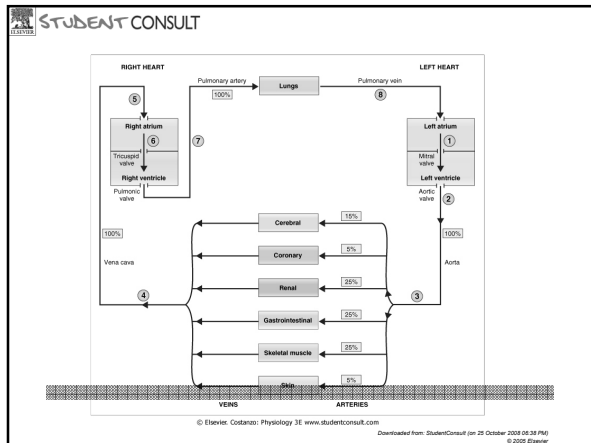 ELSEVIER
STUDENT CONSULT
RIGHT HEART
LEFT HEART
Pulmonary artery
Pulmonary vein
Lungs
100%
8
5
Right atrium
6
Tricuspid
valve
Right ventricle
Pulmonic
valve
7
Left atrium
1
Mitral
valve
Left ventricle
Aortic
valve
2
Cerebral
15%
100%
Vena cava
100%
Aorta
Coronary
5%
Renal
25%
4
3
Gastrointestinal
25%
Skeletal muscle
25%
Skin
5%
VEINS
ARTERIES
© Elsevier. Costanzo: Physiology 3E www.studentconsult.com
Downloaded from: StudentConsult (on 25 October 2008 06:38 PM)
© 2005 Elsevier